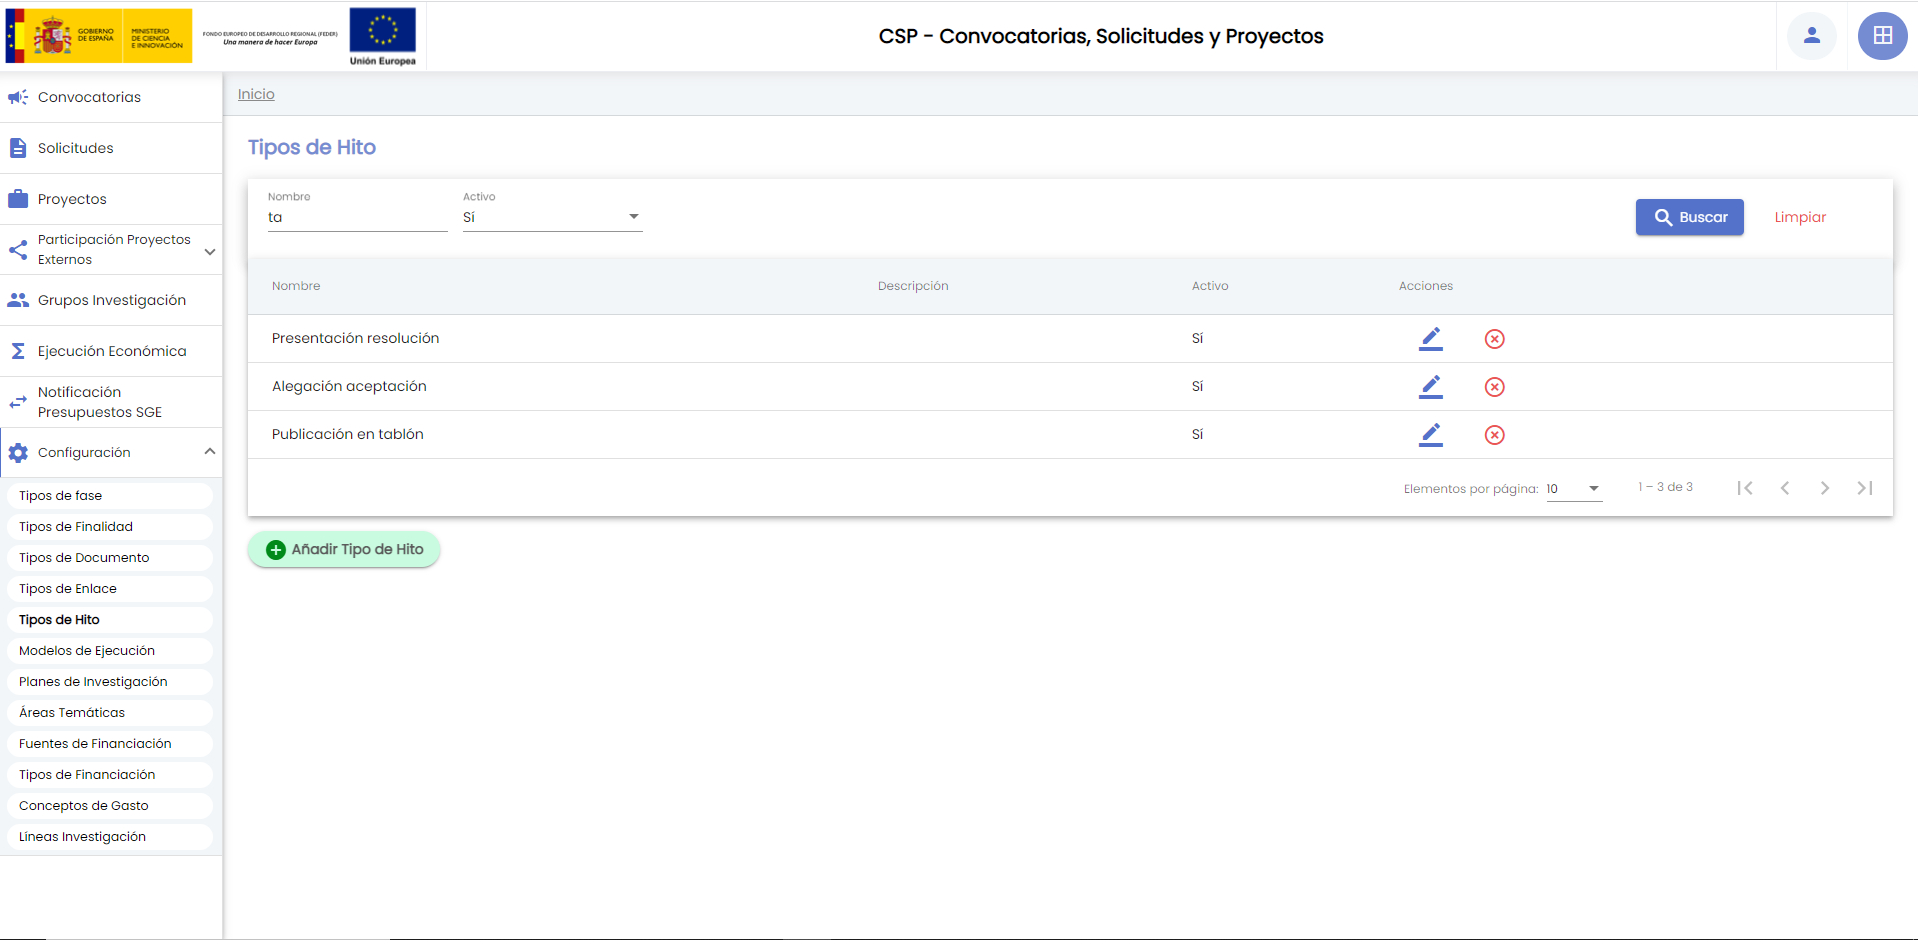 GOBIERNO
DE ESPAÑA
MINISTERIO
DE CIENCIA
E INNOVACIÓN
FONDO EUROPEO DE DESARROLLO REGIONAL (FEDER)
Una manera de hacer Europa
Unión Europea
CSP - Convocatorias, Solicitudes y Proyectos
Convocatorias
Solicitudes
Proyectos
Participación Proyectos
Externos
Grupos Investigación
Ejecución Económica
Notificación
Presupuestos SGE
Configuración
Tipos de fase
Tipos de Finalidad
Tipos de Documento
Tipos de Enlace
Tipos de Hito
Modelos de Ejecución
Planes de Investigación
Áreas Temáticas
Fuentes de Financiación
Tipos de Financiación
Conceptos de Gasto
Líneas Investigación
Inicio
Tipos de Hito
Nombre Activo
ta Sí Buscar Limpiar
Nombre Descripción Activo Acciones
Presentación resolución Sí
Alegación aceptación Sí
Publicación en tablón Sí
Elementos por página: 10 1 – 3 de 3
Añadir Tipo de Hito